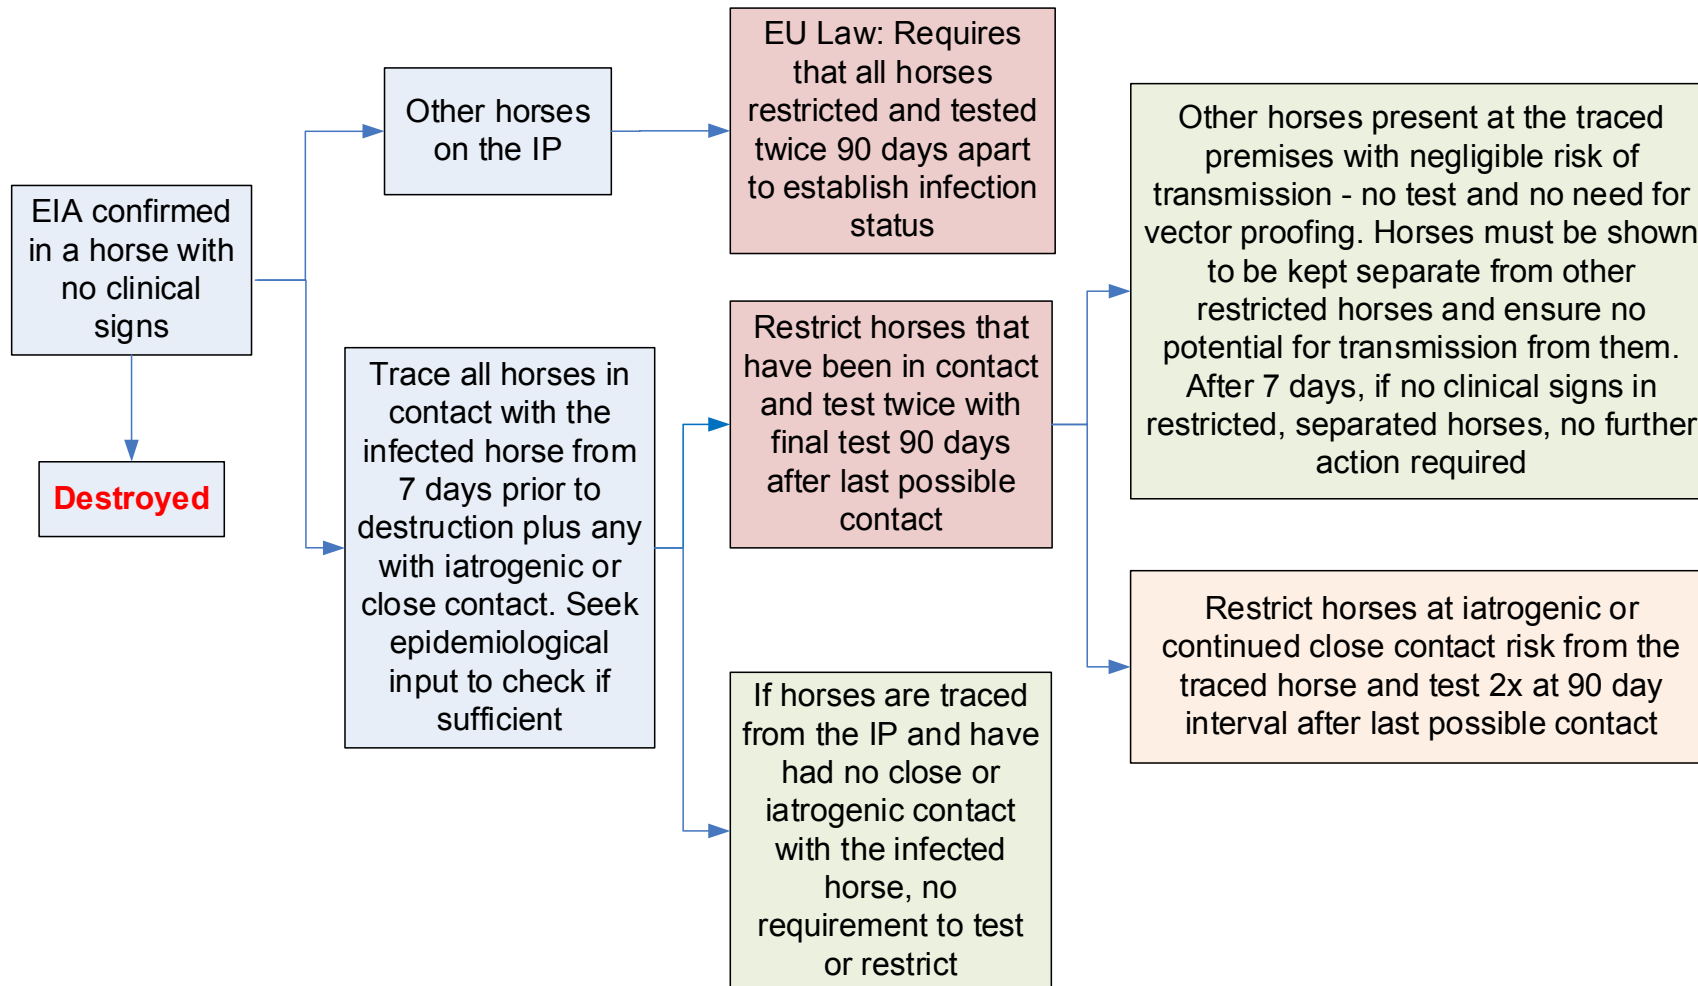 EIA confirmed
in a horse with
no clinical
signs
Destroyed
Other horses
on the IP
EU Law: Requires
that all horses
restricted and tested
twice 90 days apart
to establish infection
status
Trace all horses in
contact with the
infected horse from
7 days prior to
destruction plus any
with iatrogenic or
close contact. Seek
epidemiological
input to check if
sufficient
Restrict horses that
have been in contact
and test twice with
final test 90 days
after last possible
contact
If horses are traced
from the IP and have
had no close or
iatrogenic contact
with the infected
horse, no
requirement to test
or restrict
Other horses present at the traced
premises with negligible risk of
transmission - no test and no need for
vector proofing. Horses must be shown
to be kept separate from other
restricted horses and ensure no
potential for transmission from them.
After 7 days, if no clinical signs in
restricted, separated horses, no further
action required
Restrict horses at iatrogenic or
continued close contact risk from the
traced horse and test 2x at 90 day
interval after last possible contact